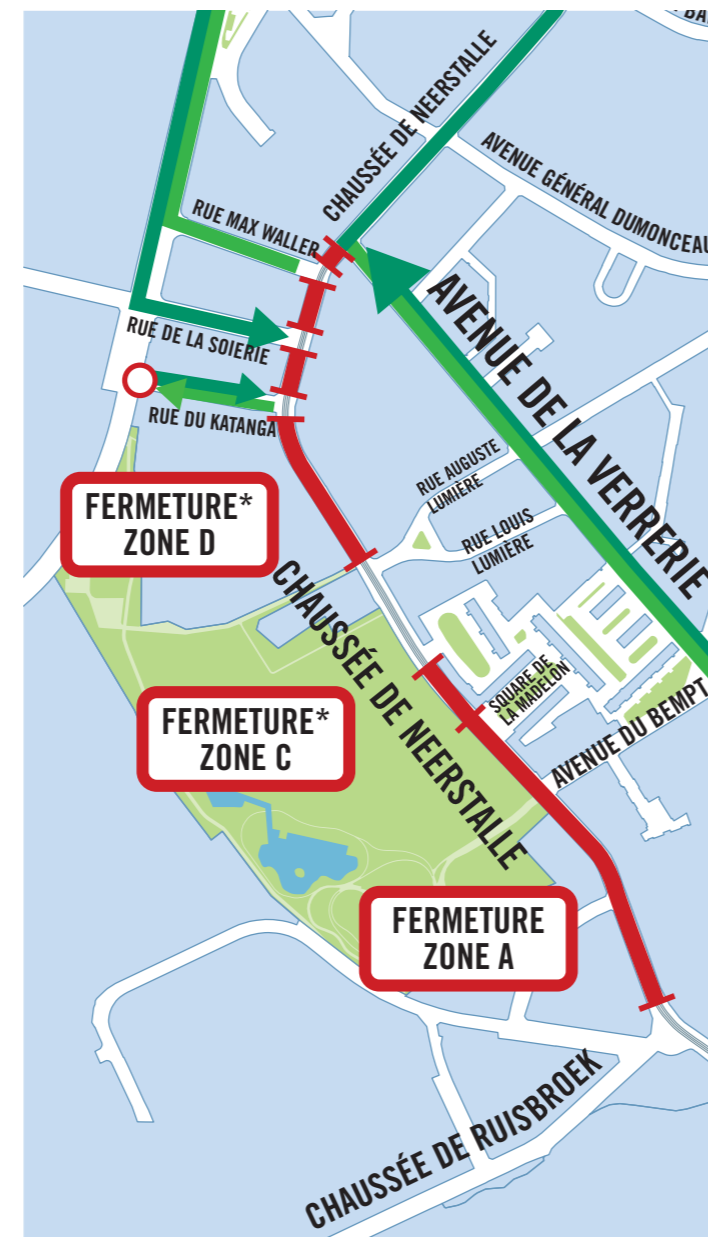 CHAUSSÉE DE NEERSTALLE
AVENUE GÉNÉRAL DUMONCEAU
RUE MAX WALLER
RUE DE LA SOIERIE
RUE DU KATANGA
AVENUE DE LA VERRERIE
RUE AUGUSTE
LUMIÈRE
RUE LOUIS
LUMIÈRE
FERMETURE*
ZONE D
CHAUSSÉE DE NEERSTALLE
SQUARE DE
LA MADELON
AVENUE DU BEMPT
FERMETURE*
ZONE C
FERMETURE
ZONE A
CHAUSSÉE DE RUISBROEK